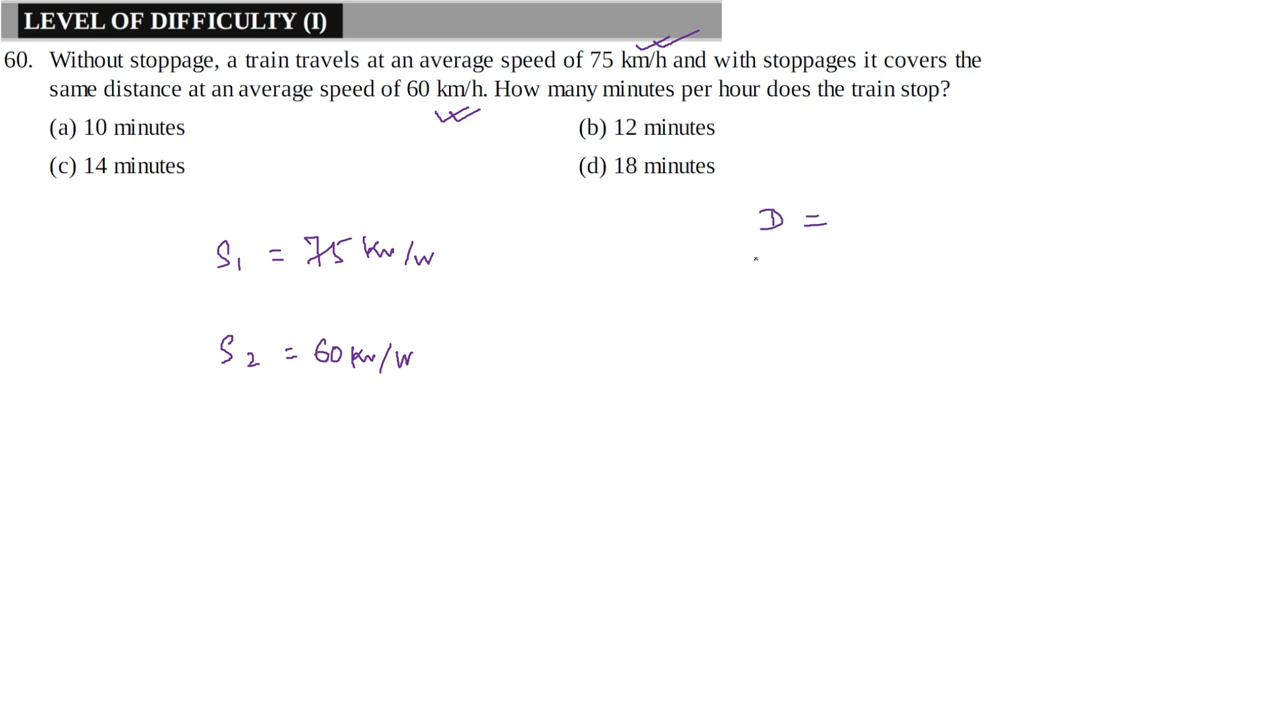 LEVEL OF DIFFICULTY (I)
60. Without stoppage, a train travels at an average speed of 75 km/h and with stoppages it covers the
same distance at an average speed of 60 km/h. How many minutes per hour does the train stop?
(a) 10 minutes (b) 12 minutes
(c) 14 minutes (d) 18 minutes
D =
S1 = 75 km/hr
S2 = 60 km/hr